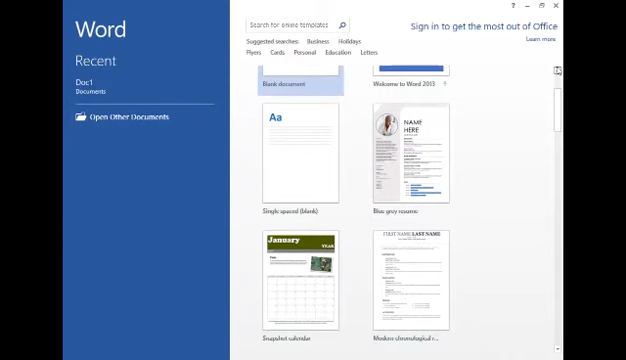 Word
Recent
Doc1
Documents
Open Other Documents
?
Search for online templates
Sign in to get the most out of Office
Learn more
Suggested searches: Business Holidays
Flyers Cards Personal Education Letters
Blank document
Welcome to Word 2013
Aa
Single spaced (blank)
NAME
HERE
Blue grey resume
January
YEAR
Snapshot calendar
FIRST NAME LAST NAME
Modern chronological r...